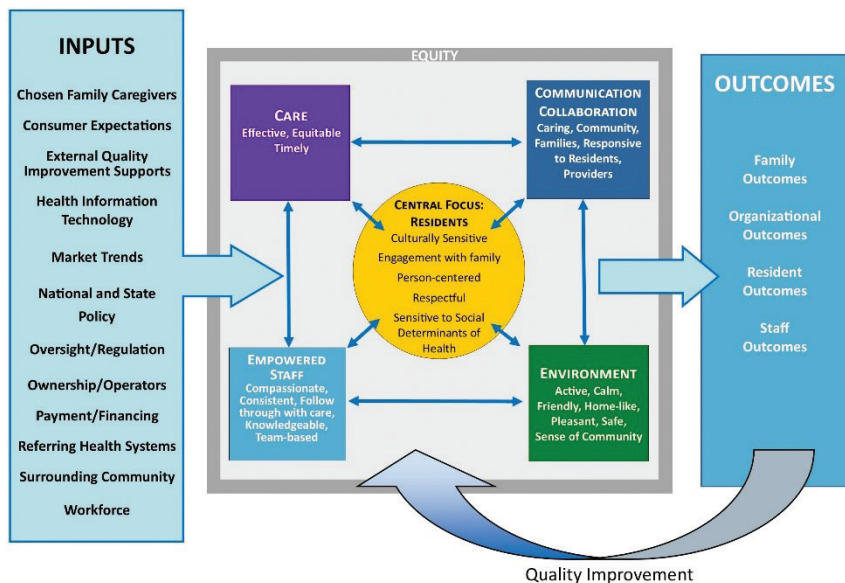 INPUTS
Chosen Family Caregivers
Consumer Expectations
External Quality
Improvement Supports
Health Information
Technology
Market Trends
National and State
Policy
Oversight/Regulation
Ownership/Operators
Payment/Financing
Referring Health Systems
Surrounding Community
Workforce
EQUITY
CARE
Effective, Equitable
Timely
COMMUNICATION
COLLABORATION
Caring, Community,
Families, Responsive
to Residents,
Providers
CENTRAL FOCUS:
RESIDENTS
Culturally Sensitive
Engagement with family
Person-centered
Respectful
Sensitive to Social
Determinants of
Health
EMPOWERED
STAFF
Compassionate,
Consistent, Follow
through with care,
Knowledgeable,
Team-based
ENVIRONMENT
Active, Calm,
Friendly, Home-like,
Pleasant, Safe,
Sense of Community
OUTCOMES
Family
Outcomes
Organizational
Outcomes
Resident
Outcomes
Staff
Outcomes
Quality Improvement